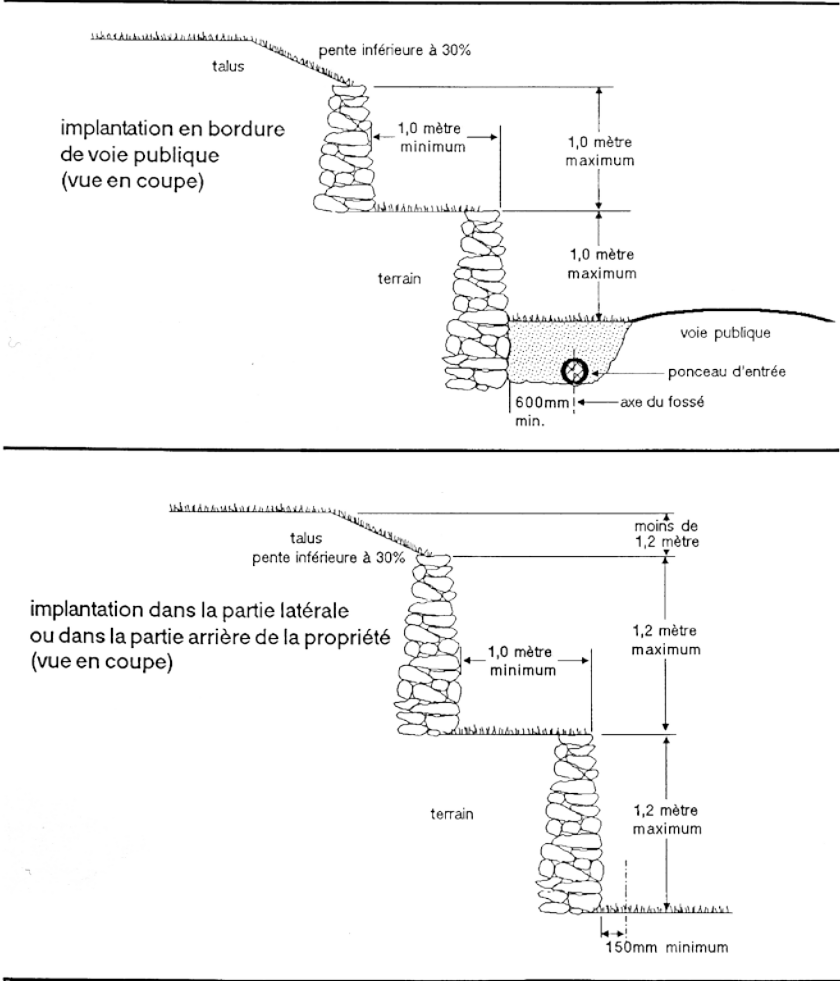 pente inférieure à 30%
talus
implantation en bordure
de voie publique
(vue en coupe)
1,0 mètre
minimum
1,0 mètre
maximum
1,0 mètre
maximum
terrain
voie publique
ponceau d'entrée
600mm
min.
axe du fossé
moins de
1,2 mètre
talus
pente inférieure à 30%
implantation dans la partie latérale
ou dans la partie arrière de la propriété
(vue en coupe)
1,0 mètre
minimum
1,2 mètre
maximum
terrain
1,2 mètre
maximum
150mm minimum